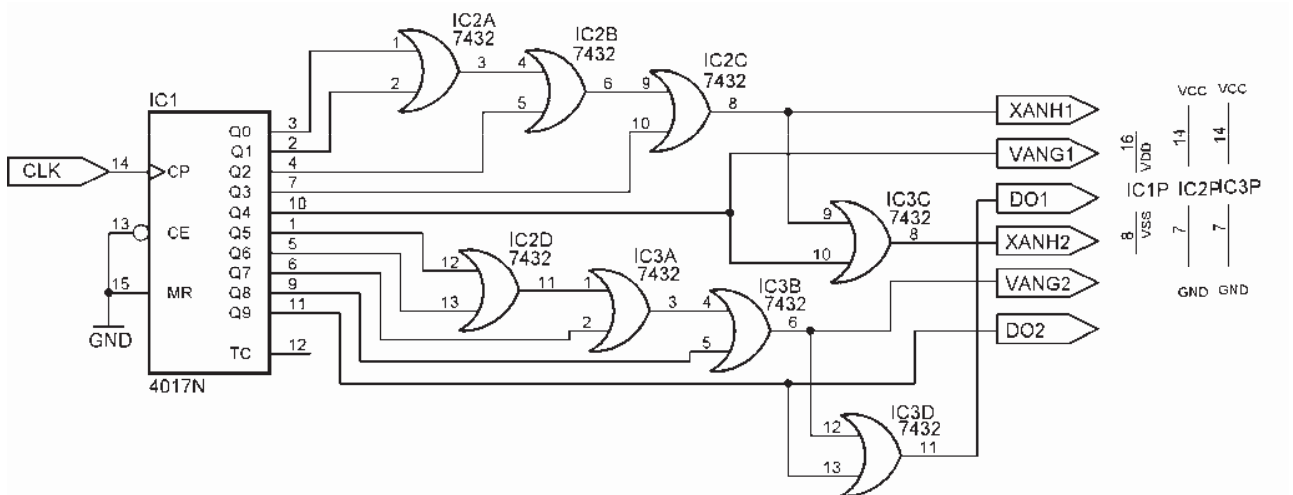 IC2A
7432
1
2
3
IC2B
7432
4
5
6
IC2C
7432
9
10
8
IC1
CLK
14
CP
13
CE
15
MR
GND
Q0
3
Q1
2
Q2
4
Q3
7
Q4
10
Q5
1
Q6
5
Q7
6
Q8
9
Q9
11
TC
12
4017N
IC2D
7432
12
13
11
IC3A
7432
1
2
3
IC3B
7432
4
5
6
IC3C
7432
9
10
8
IC3D
7432
12
13
11
XANH1
VANG1
DO1
XANH2
VANG2
DO2
VCC VCC
16
VDD
14
14
IC1P IC2P IC3P
8
VSS
7
7
GND GND